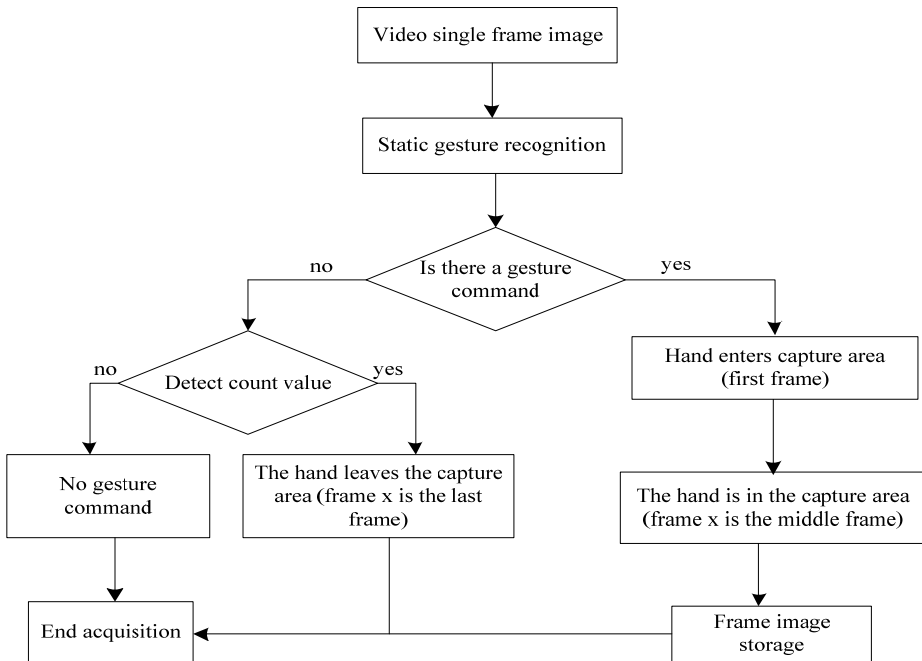 Video single frame image
Static gesture recognition
no
Is there a gesture
command
yes
no
Detect count value
yes
Hand enters capture area
(first frame)
No gesture
command
The hand leaves the capture
area (frame x is the last
frame)
The hand is in the capture area
(frame x is the middle frame)
End acquisition
Frame image
storage